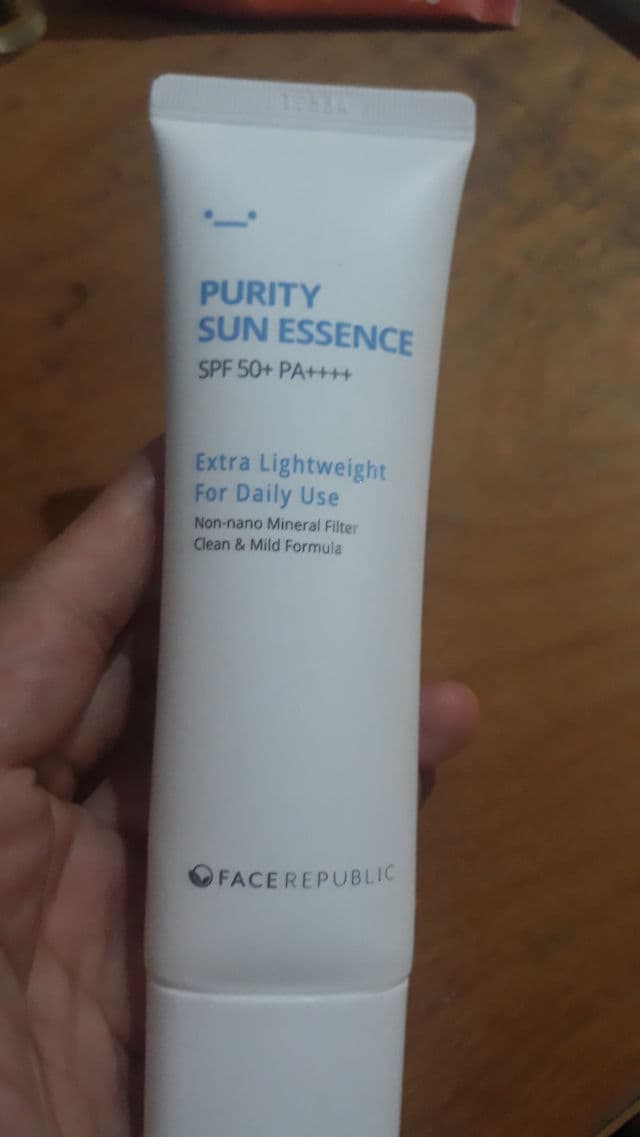 PURITY
SUN ESSENCE
SPF 50+ PA++++
Extra Lightweight
For Daily Use
Non-nano Mineral Filter
Clean & Mild Formula
FACEREPUBLIC